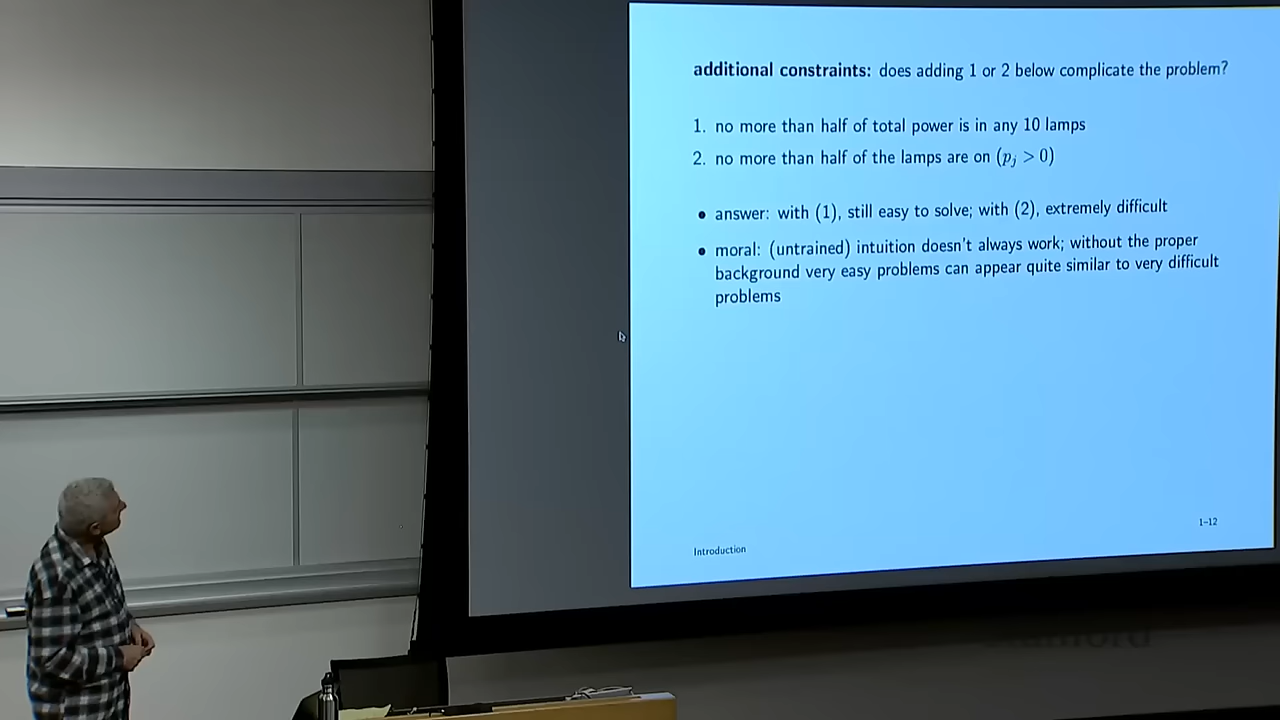 additional constraints: does adding 1 or 2 below complicate the problem?
1. no more than half of total power is in any 10 lamps
2. no more than half of the lamps are on (pⱼ > 0)
• answer: with (1), still easy to solve; with (2), extremely difficult
• moral: (untrained) intuition doesn't always work; without the proper
background very easy problems can appear quite similar to very difficult
problems
Introduction
1–12